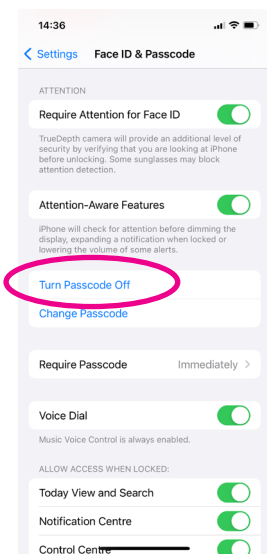 14:36
Settings Face ID & Passcode
ATTENTION
Require Attention for Face ID
TrueDepth camera will provide an additional level of
security by verifying that you are looking at iPhone
before unlocking. Some sunglasses may block
attention detection.
Attention-Aware Features
iPhone will check for attention before dimming the
display, expanding a notification when locked or
lowering the volume of some alerts.
Turn Passcode Off
Change Passcode
Require Passcode Immediately
Voice Dial
Music Voice Control is always enabled.
ALLOW ACCESS WHEN LOCKED:
Today View and Search
Notification Centre
Control Centre